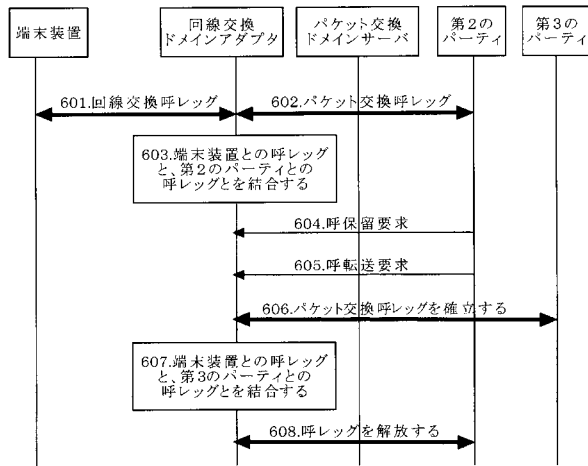 端末装置
回線交換
ドメインアダプタ
パケット交換
ドメインサーバ
第2の
パーティ
第3の
パーティ
601.回線交換呼レッグ
602.パケット交換呼レッグ
603.端末装置との呼レッグ
と、第2のパーティとの
呼レッグとを結合する
604.呼保留要求
605.呼転送要求
606.パケット交換呼レッグを確立する
607.端末装置との呼レッグ
と、第3のパーティとの
呼レッグとを結合する
608.呼レッグを解放する